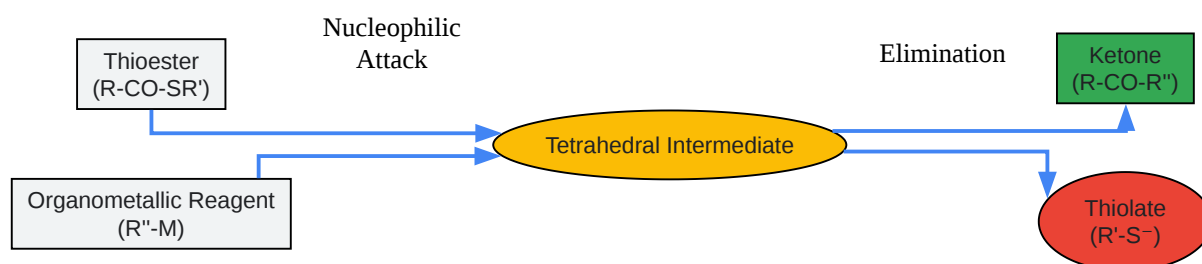 Thioester
(R-CO-SR')
Nucleophilic
Attack
Elimination
Ketone
(R-CO-R")
Tetrahedral Intermediate
Organometallic Reagent
(R"-M)
Thiolate
(R'-S⁻)